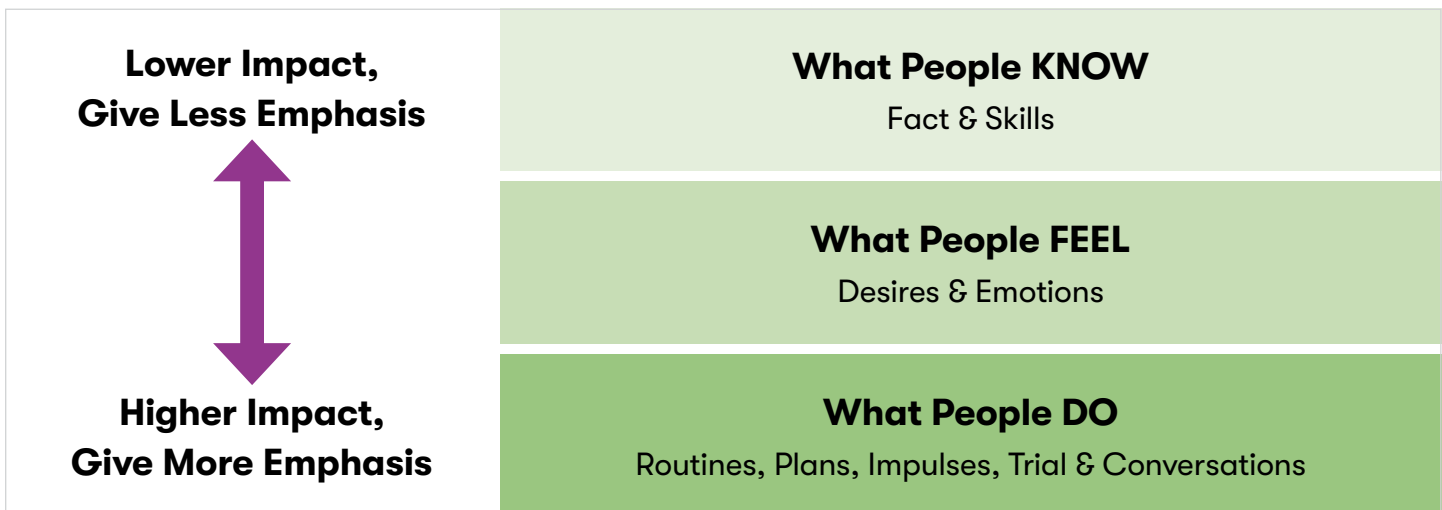 Lower Impact,
Give Less Emphasis
What People KNOW
Fact & Skills
What People FEEL
Desires & Emotions
Higher Impact,
Give More Emphasis
What People DO
Routines, Plans, Impulses, Trial & Conversations